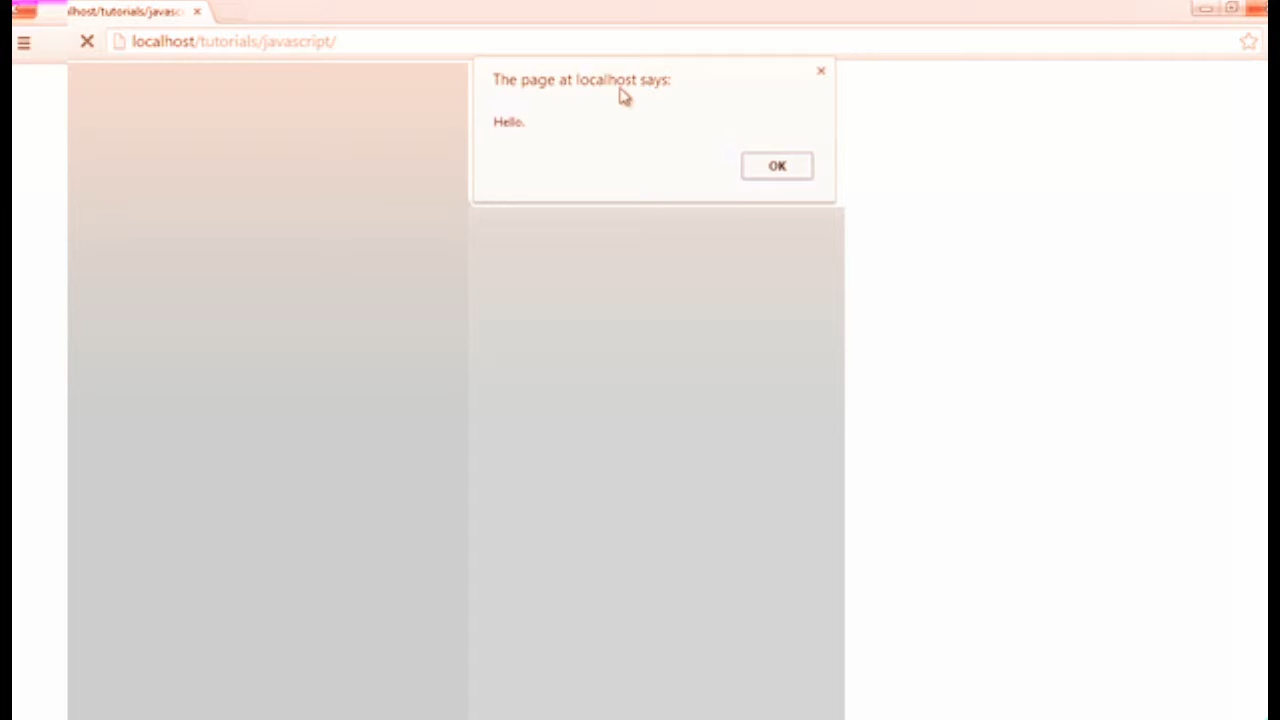 lhost/tutorials/javasc
localhost/tutorials/javascript/
The page at localhost says:
Hello.
OK